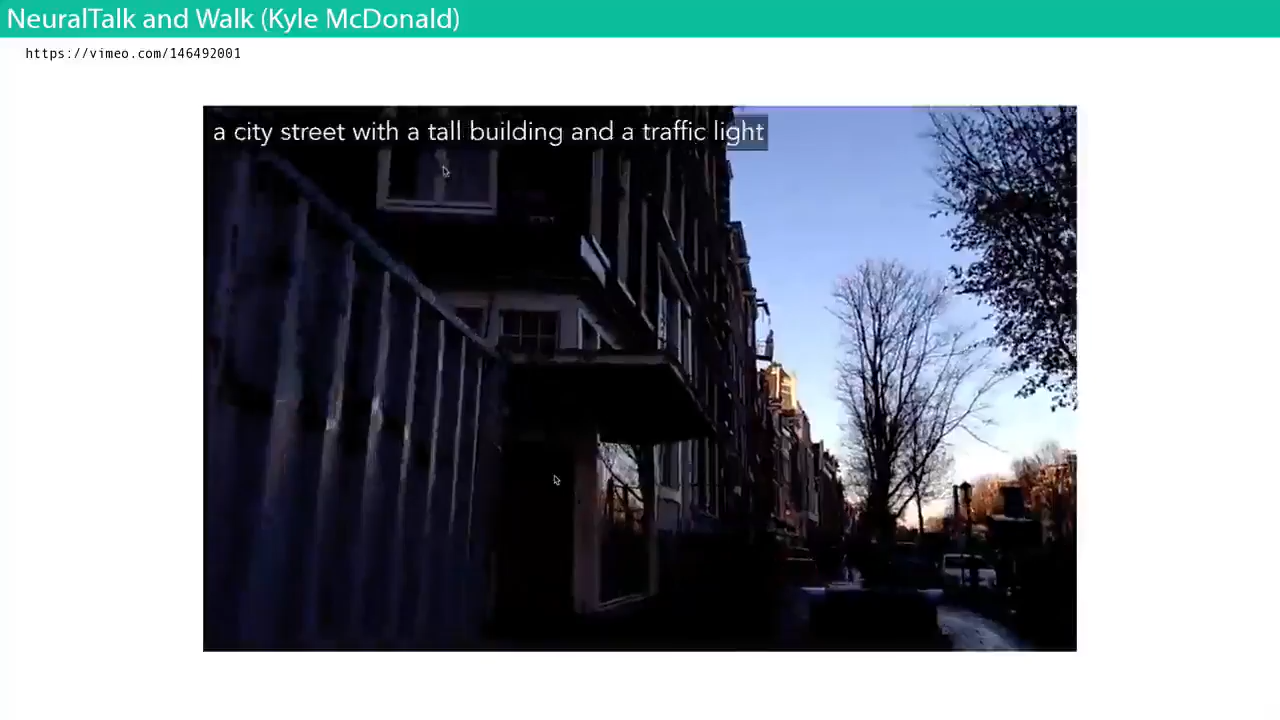 NeuralTalk and Walk (Kyle McDonald)
https://vimeo.com/146492001
a city street with a tall building and a traffic light